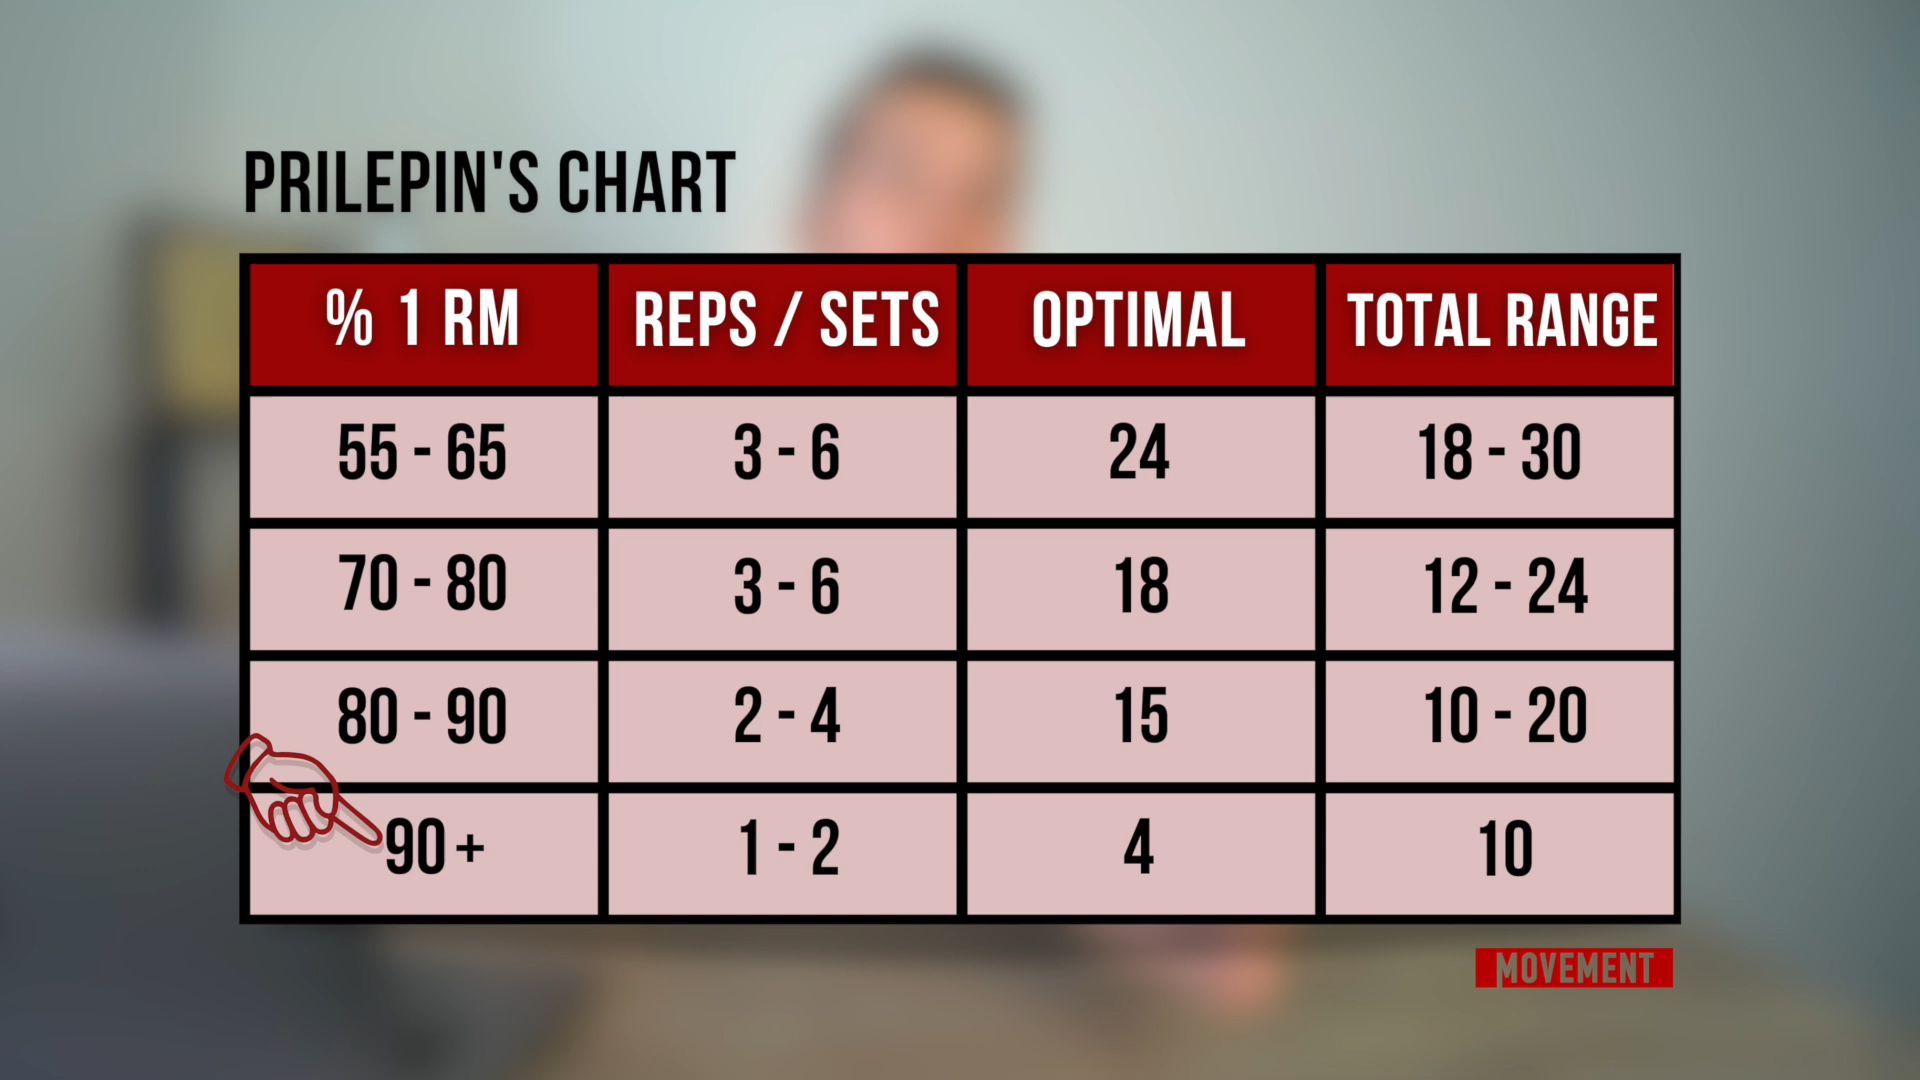 PRILEPIN'S CHART
% 1 RM REPS / SETS OPTIMAL TOTAL RANGE
55 - 65 3 - 6 24 18 - 30
70 - 80 3 - 6 18 12 - 24
80 - 90 2 - 4 15 10 - 20
90 + 1 - 2 4 10
MOVEMENT